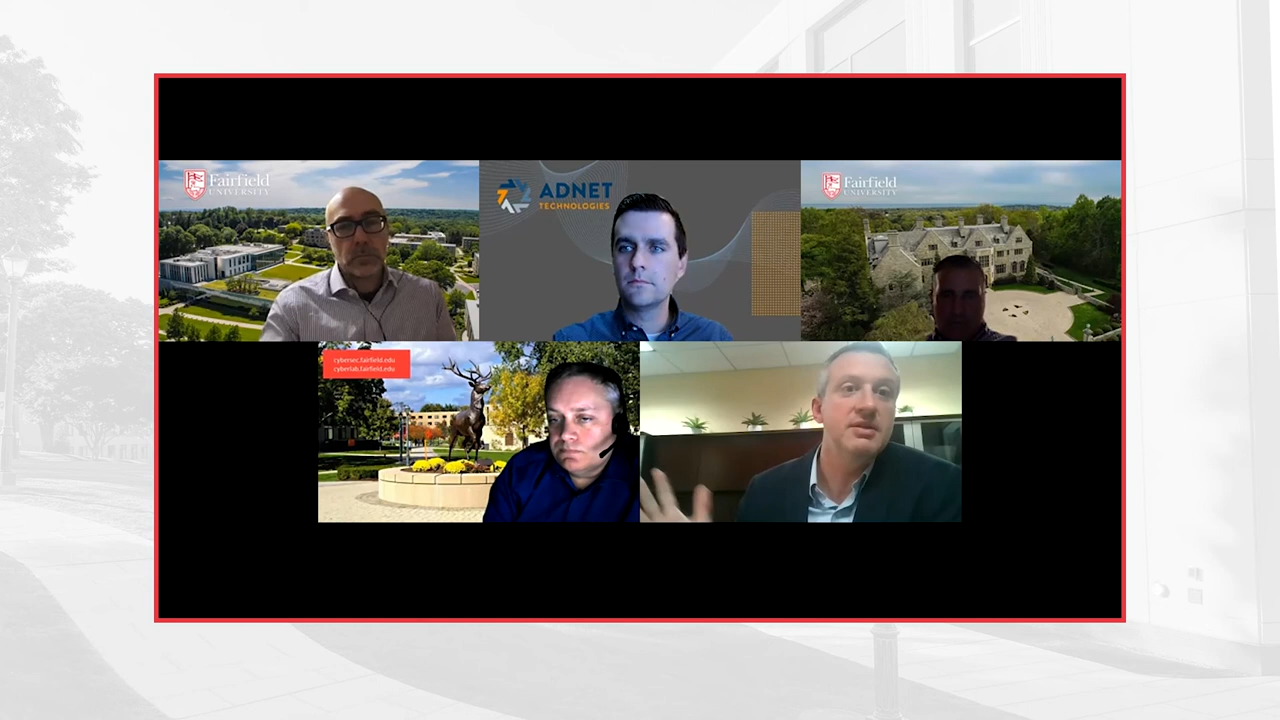 Fairfield
UNIVERSITY
ADNET
TECHNOLOGIES
Fairfield
UNIVERSITY
cybersec.fairfield.edu
cyberlab.fairfield.edu